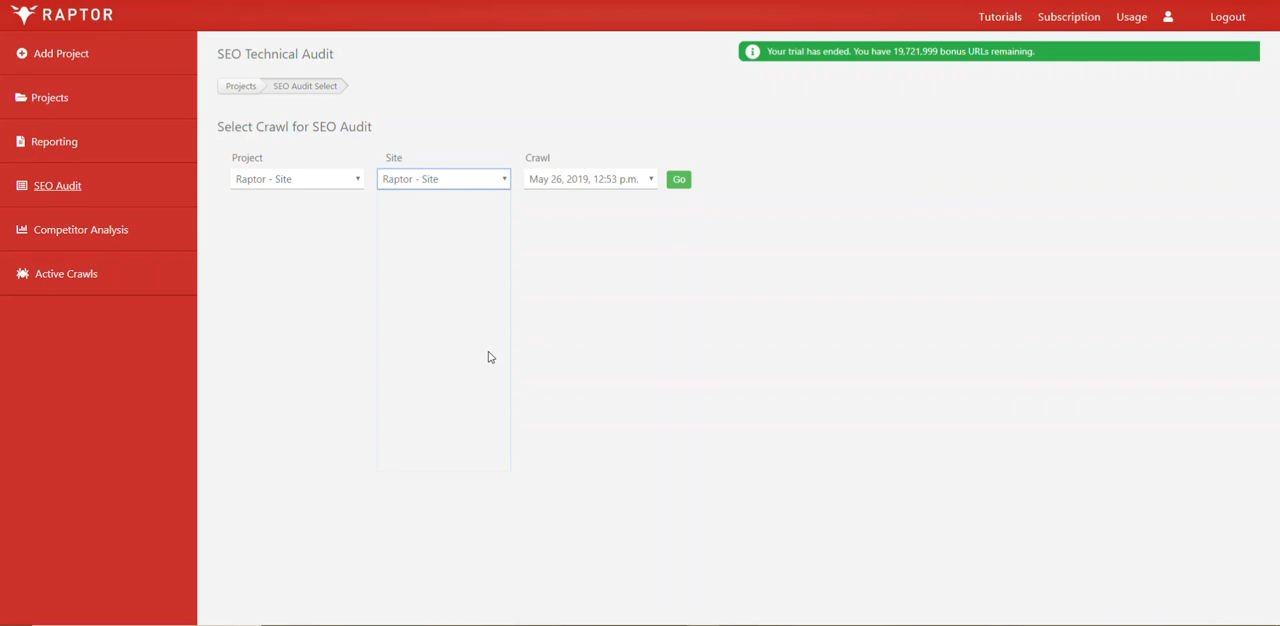 RAPTOR
Tutorials
Subscription
Usage
Logout
Add Project
Projects
Reporting
SEO Audit
Competitor Analysis
Active Crawls
SEO Technical Audit
Your trial has ended. You have 19,721,999 bonus URLs remaining.
Projects
SEO Audit Select
Select Crawl for SEO Audit
Project
Site
Crawl
Raptor - Site
Raptor - Site
May 26, 2019, 12:53 p.m.
Go